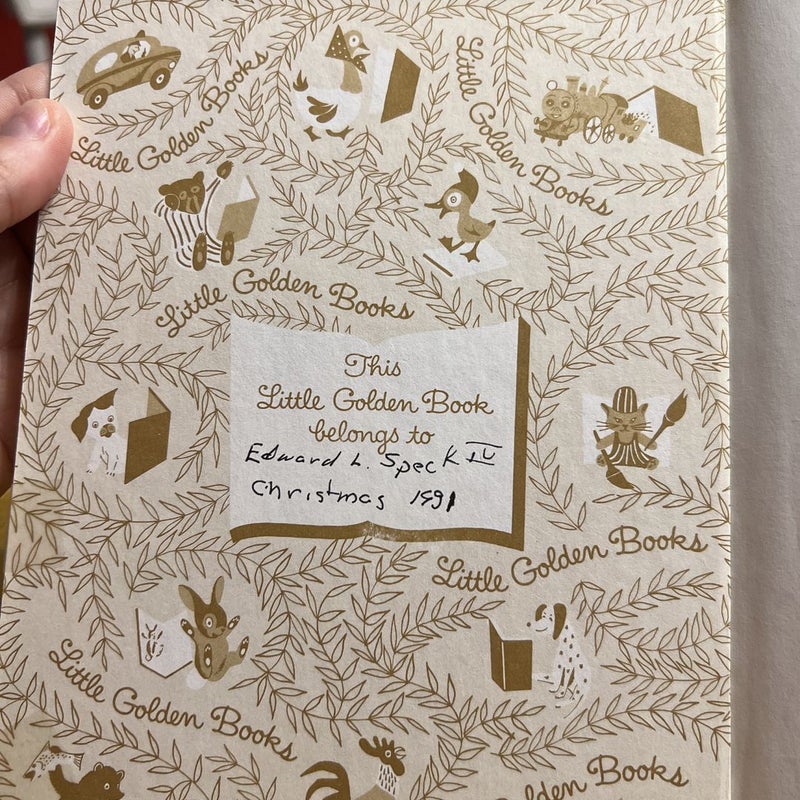 Little Golden Books
Little Golden Books
Little Golden Books
This
Little Golden Book
belongs to
Edward L. Speck IV
Christmas 1991
Little Golden Books
Little Golden Books
den Books